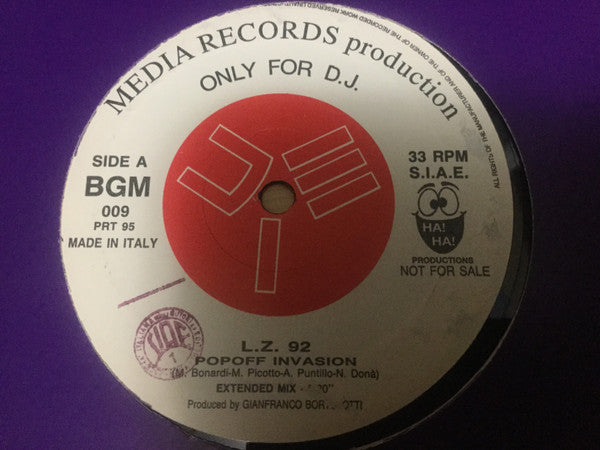 MEDIA RECORDS production
ONLY FOR D.J.
SIDE A
BGM
009
PRT 95
MADE IN ITALY
33 RPM
S.I.A.E.
HA!
HA!
PRODUCTIONS
NOT FOR SALE
L.Z. 92
POPOFF INVASION
(M. Bonardi-M. Picotto-A. Puntillo-N. Donà)
EXTENDED MIX
Produced by GIANFRANCO